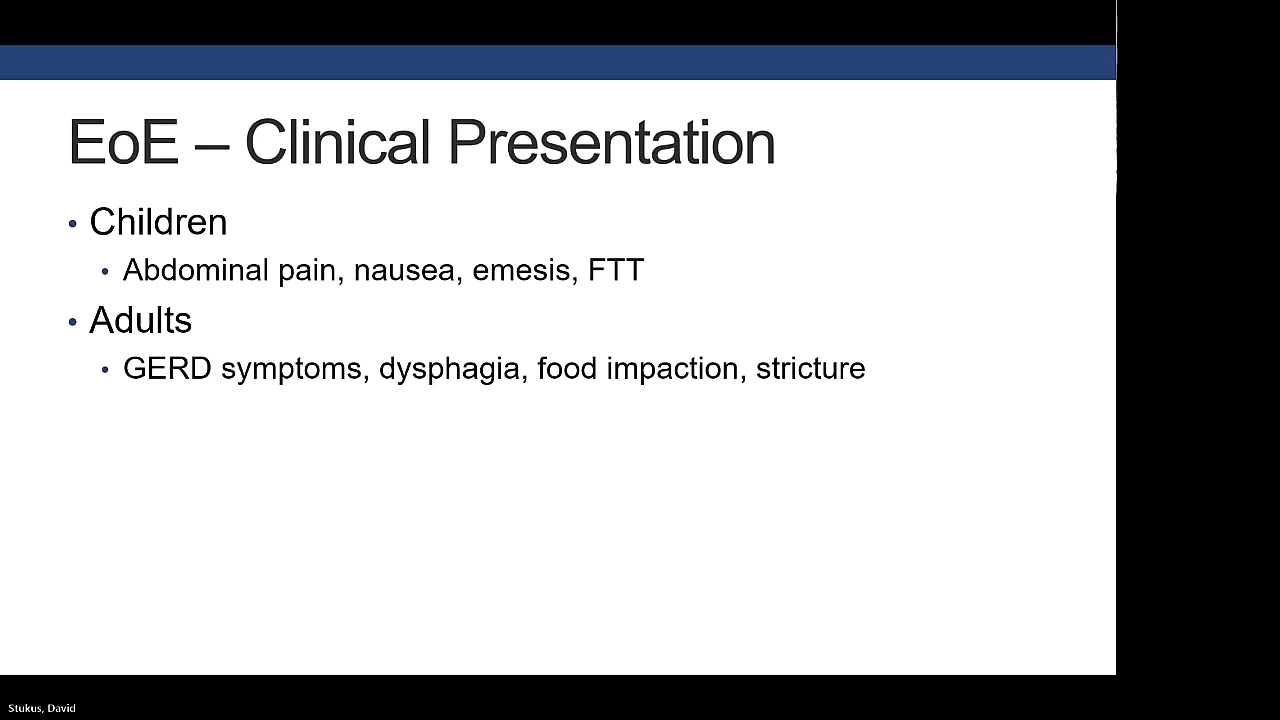 EoE – Clinical Presentation
• Children
• Abdominal pain, nausea, emesis, FTT
• Adults
• GERD symptoms, dysphagia, food impaction, stricture
Stukus, David